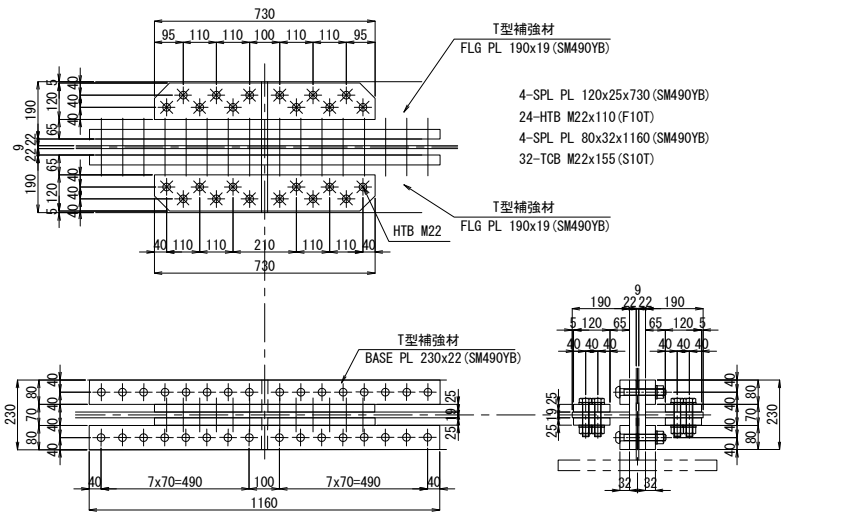 730
95 110 110 100 110 110 95
T型補強材
FLG PL 190x19(SM490YB)
4-SPL PL 120x25x730(SM490YB)
24-HTB M22x110(F10T)
4-SPL PL 80x32x1160(SM490YB)
32-TCB M22x155(S10T)
190
5
120
40
40
65
9
22
22
65
190
120
5
40
40
T型補強材
FLG PL 190x19(SM490YB)
HTB M22
40 110 110 210 110 110 40
730
T型補強材
BASE PL 230x22(SM490YB)
230
80
70
80
40
40
40
40
25
19
25
40 7x70=490 100 7x70=490 40
1160
9
190 22 22 190
5 120 65 65 120 5
40 40 40 40 40 40
25
19
25
40
40
40
40
80
70
80
230
32 32